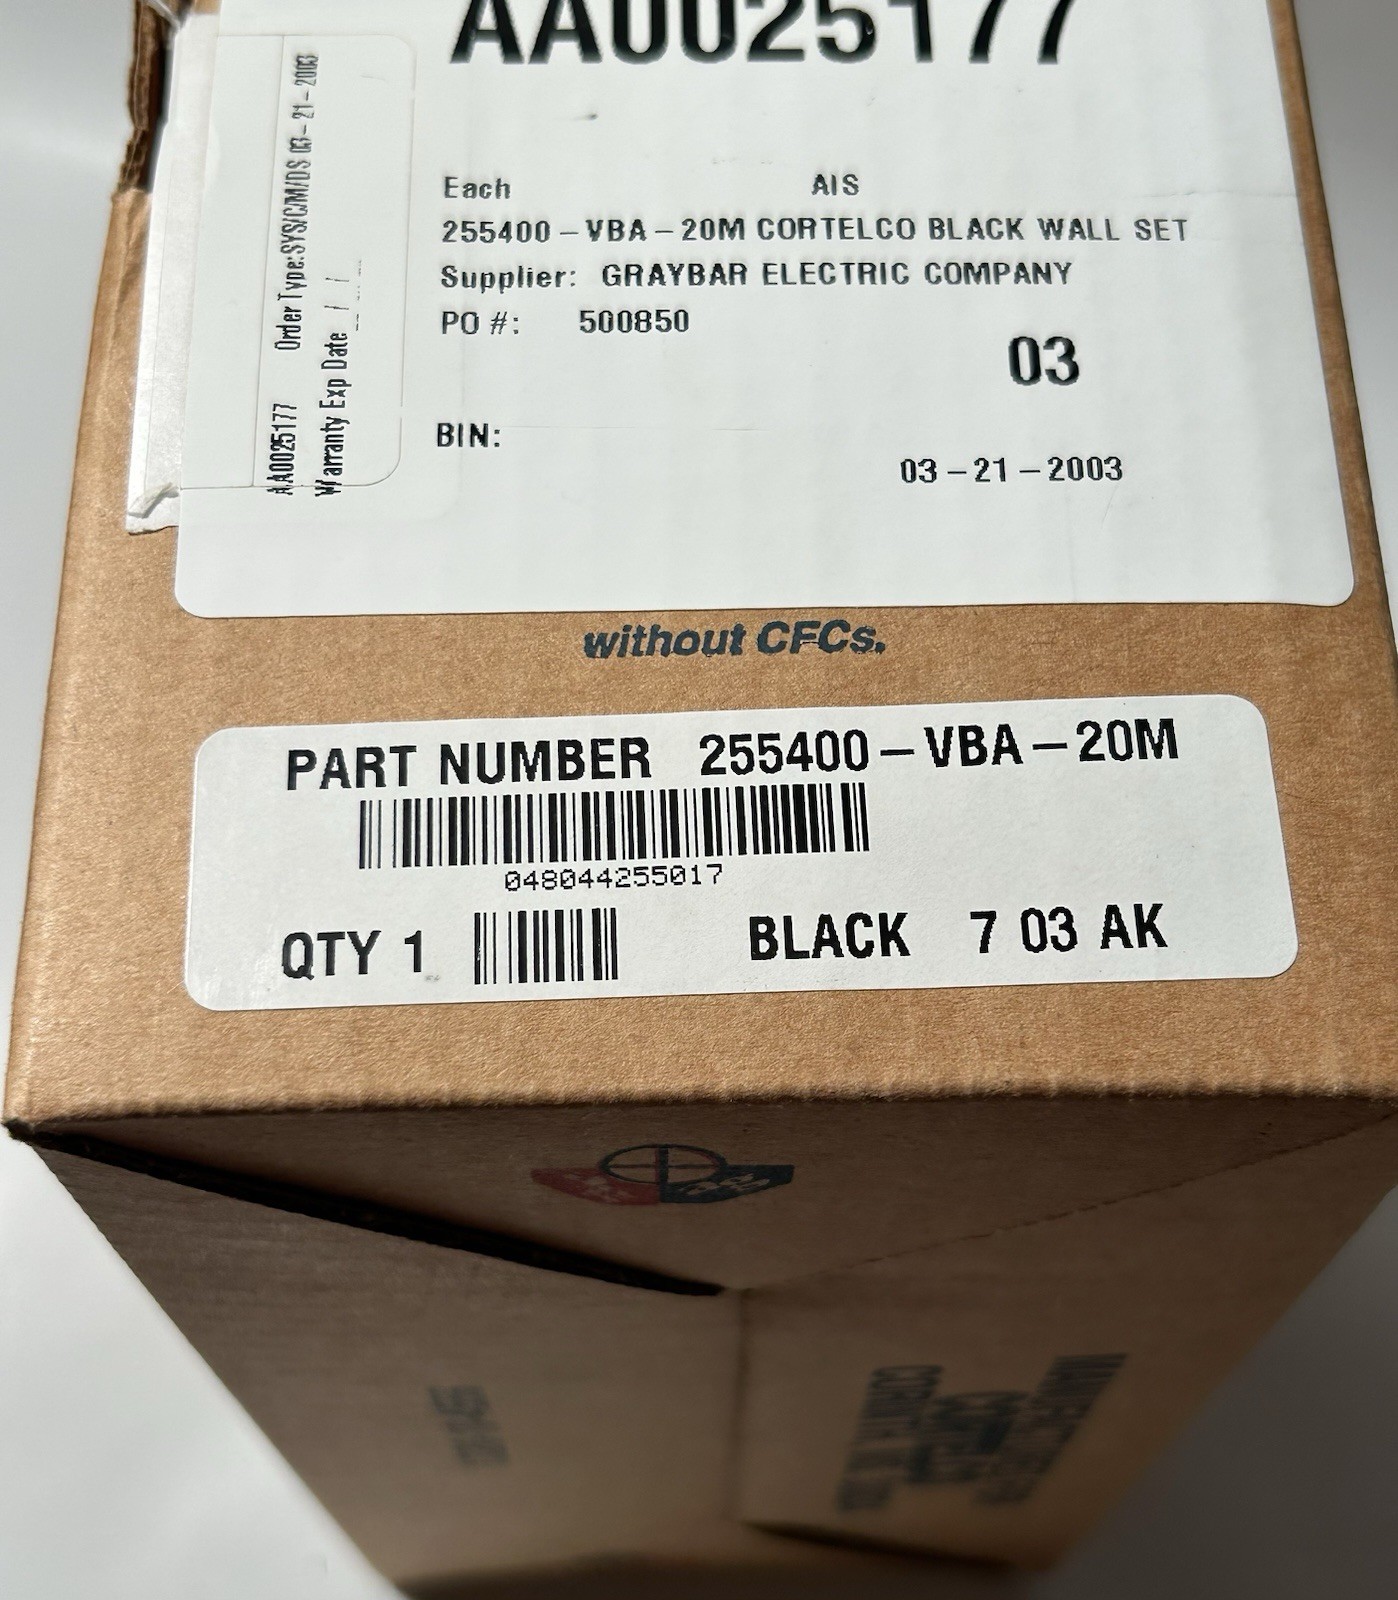 AA0025177
Each AIS
255400-VBA-20M CORTELCO BLACK WALL SET
Supplier: GRAYBAR ELECTRIC COMPANY
PO #: 500850
03
BIN:
03-21-2003
AA0025177 Order Type:SYS/C/M/DS 03-21-2003
Warranty Exp Date / /
without CFCs.
PART NUMBER 255400-VBA-20M
048044255017
QTY 1 BLACK 7 03 AK